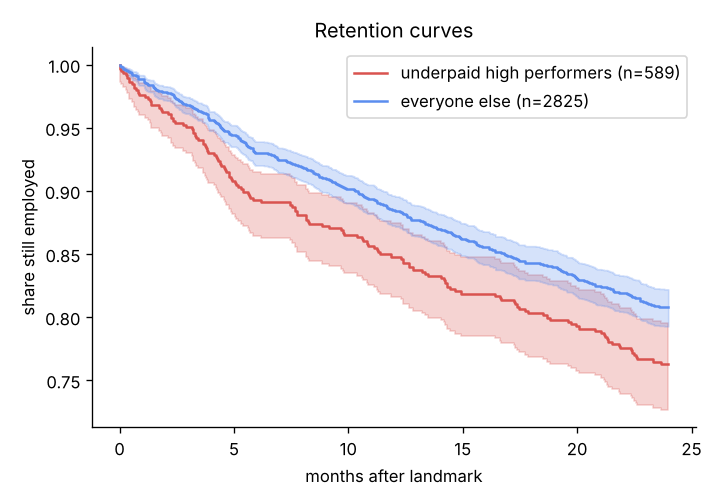 Retention curves
underpaid high performers (n=589)
everyone else (n=2825)
share still employed
1.00
0.95
0.90
0.85
0.80
0.75
0
5
10
15
20
25
months after landmark